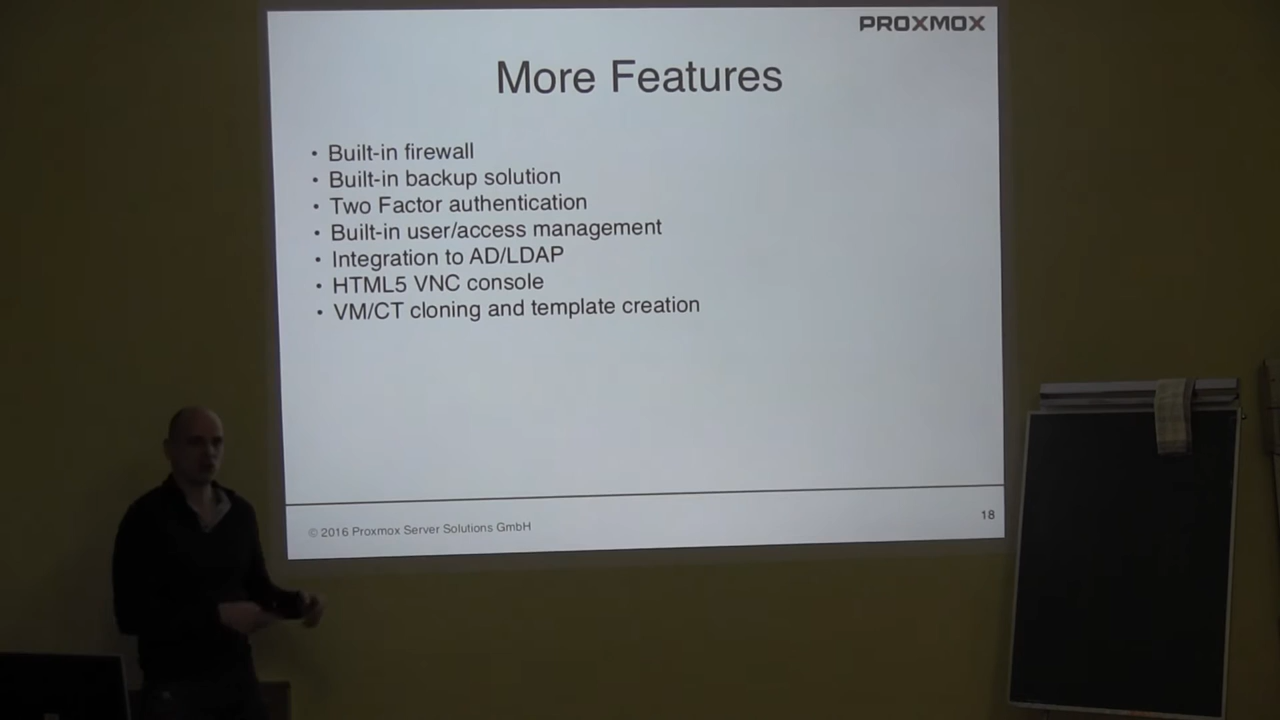 PROXMOX
More Features
• Built-in firewall
• Built-in backup solution
• Two Factor authentication
• Built-in user/access management
• Integration to AD/LDAP
• HTML5 VNC console
• VM/CT cloning and template creation
© 2016 Proxmox Server Solutions GmbH
18